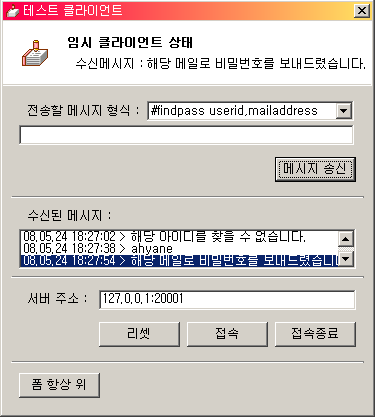 테스트 클라이언트
임시 클라이언트 상태
수신메시지 : 해당 메일로 비밀번호를 보내드렸습니다.
전송할 메시지 형식 : #findpass userid,mailaddress
메시지 송신
수신된 메시지 :
08.05.24 18:27:02 > 해당 아이디를 찾을 수 없습니다.
08.05.24 18:27:38 > ahyane
08.05.24 18:27:54 > 해당 메일로 비밀번호를 보내드렸습니
서버 주소 : 127.0.0.1:20001
리셋 접속 접속종료
폼 항상 위